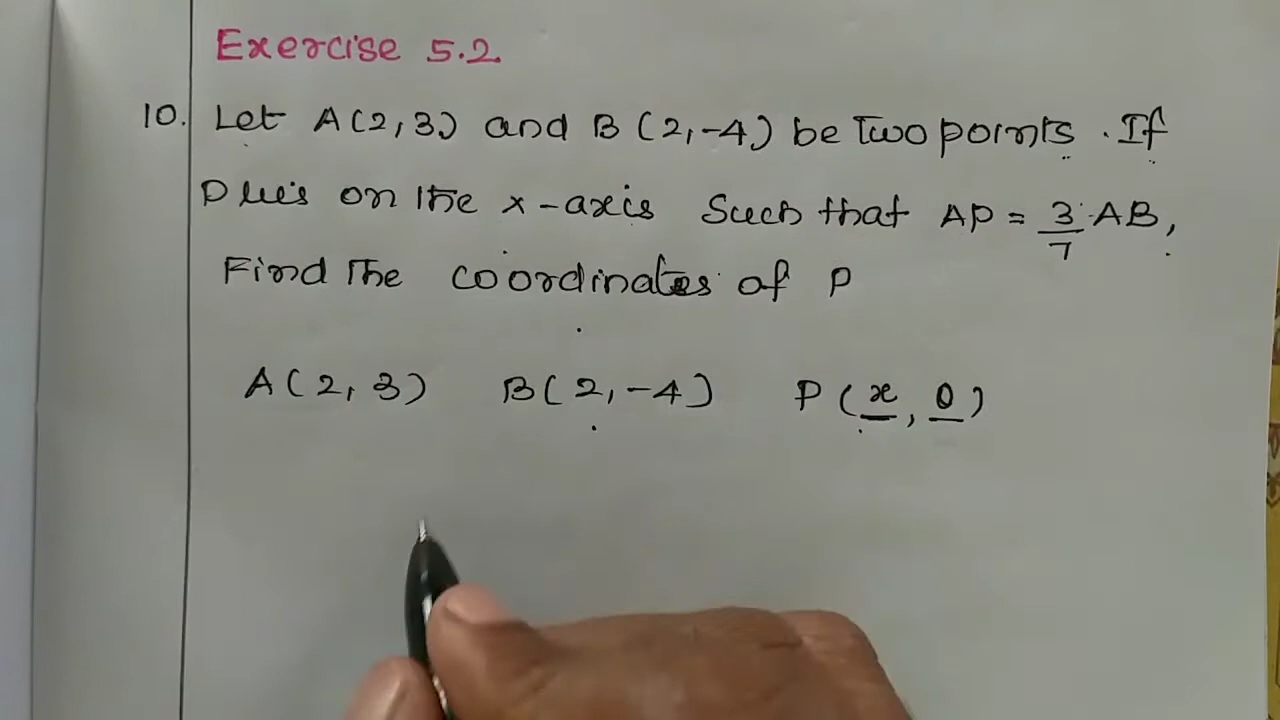 Exercise 5.2
10. Let A(2,3) and B(2,-4) be Two points. If
P lies on the x-axis such that AP = 3/7 AB,
Find The coordinates of P
A(2,3) B(2,-4) P(x,0)